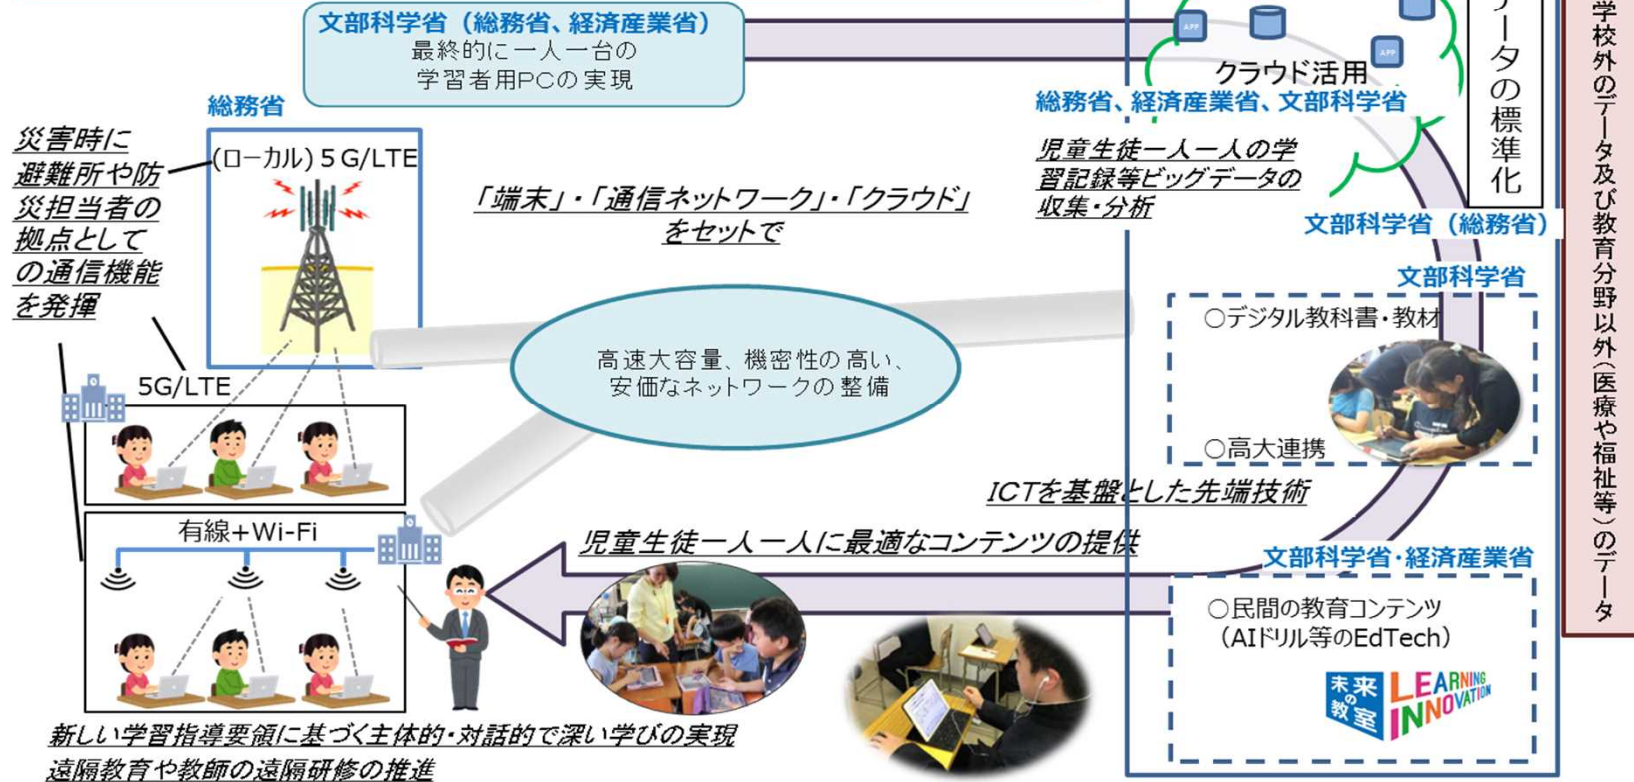 文部科学省（総務省、経済産業省）
最終的に一人一台の
学習者用PCの実現
総務省
災害時に
避難所や防
災担当者の
拠点として
の通信機能
を発揮
(ローカル) 5G/LTE
「端末」・「通信ネットワーク」・「クラウド」
をセットで
APP
APP
クラウド活用
総務省、経済産業省、文部科学省
児童生徒一人一人の学
習記録等ビッグデータの
収集・分析
データの標準化
学校外のデータ及び教育分野以外（医療や福祉等）のデータ
文部科学省（総務省）
文部科学省
○デジタル教科書・教材
○高大連携
高速大容量、機密性の高い、
安価なネットワークの整備
5G/LTE
ICTを基盤とした先端技術
有線+Wi-Fi
児童生徒一人一人に最適なコンテンツの提供
文部科学省・経済産業省
○民間の教育コンテンツ
（AIドリル等のEdTech）
未来の教室
LEARNING
INNOVATION
新しい学習指導要領に基づく主体的・対話的で深い学びの実現
遠隔教育や教師の遠隔研修の推進